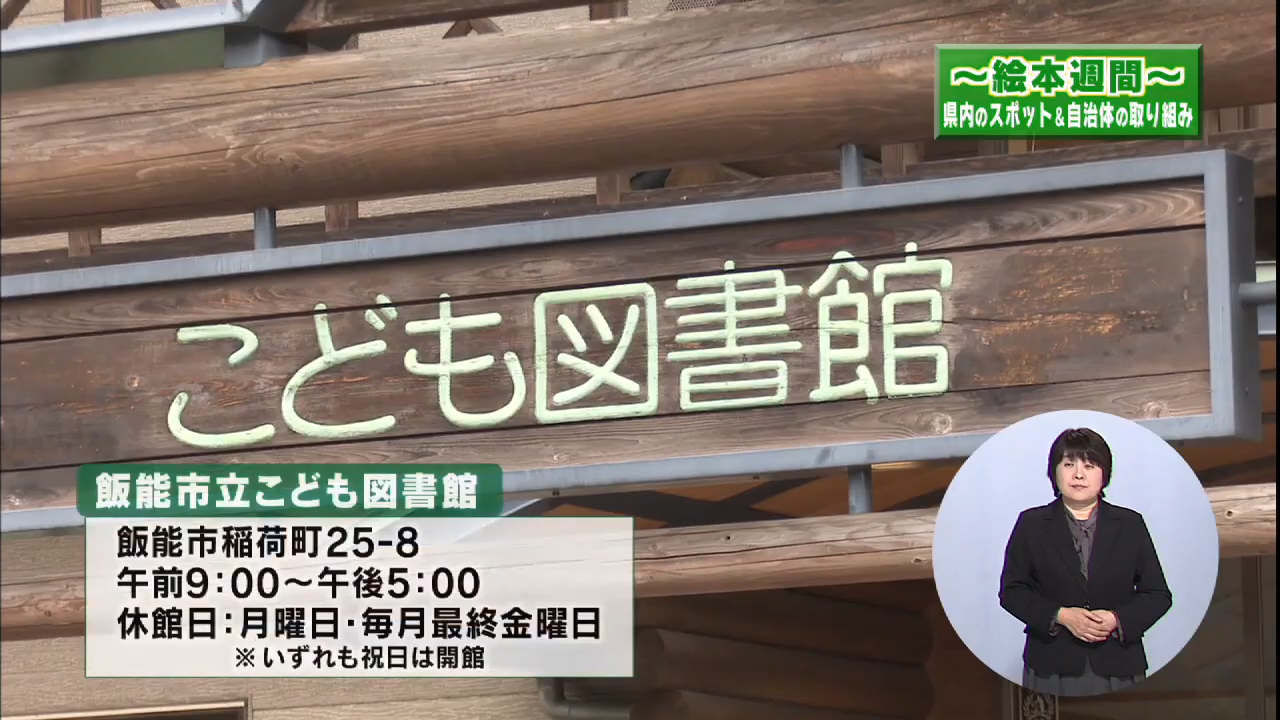 ～絵本週間～
県内のスポット&自治体の取り組み
こども図書館
飯能市立こども図書館
飯能市稲荷町25-8
午前9：00～午後5：00
休館日：月曜日・毎月最終金曜日
※いずれも祝日は開館